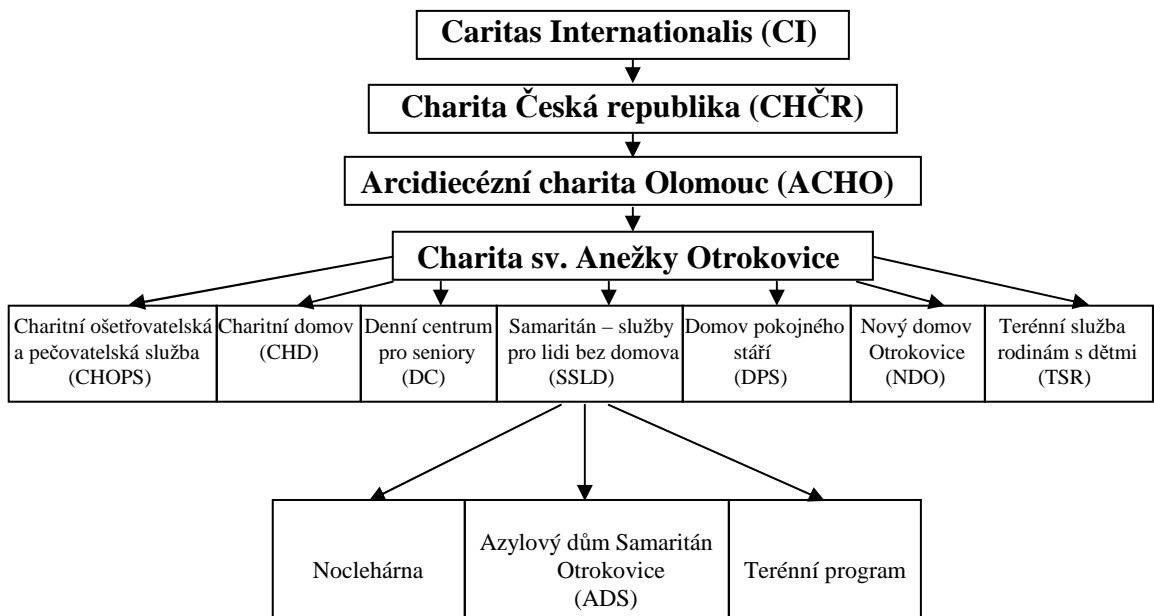 Caritas Internationalis (CI)
Charita Česká republika (CHČR)
Arcidiecézní charita Olomouc (ACHO)
Charita sv. Anežky Otrokovice
Charitní ošetřovatelská
a pečovatelská služba
(CHOPS)
Charitní domov
(CHD)
Denní centrum
pro seniory
(DC)
Samaritán – služby
pro lidi bez domova
(SSLD)
Domov pokojného
stáří
(DPS)
Nový domov
Otrokovice
(NDO)
Terénní služba
rodinám s dětmi
(TSR)
Noclehárna
Azylový dům Samaritán
Otrokovice
(ADS)
Terénní program